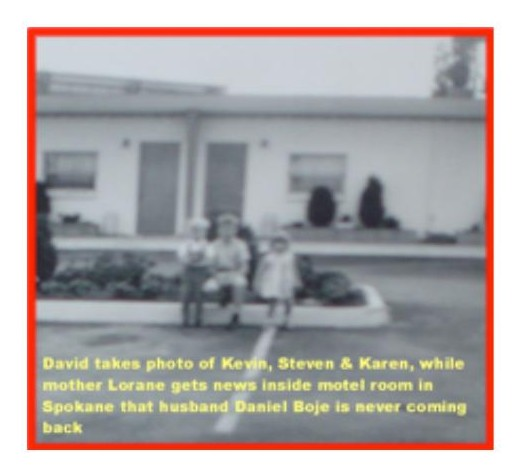 David takes photo of Kevin, Steven & Karen, while
mother Lorane gets news inside motel room in
Spokane that husband Daniel Boje is never coming
back